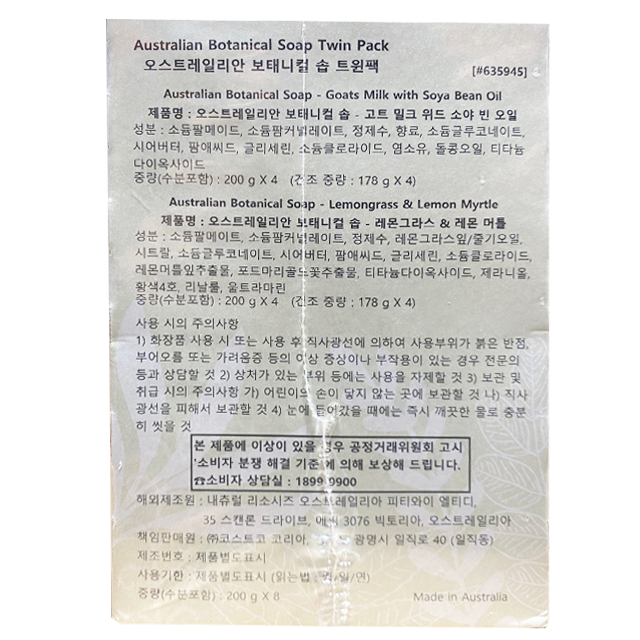 Australian Botanical Soap Twin Pack
오스트레일리안 보태니컬 솝 트윈팩
[#635945]
Australian Botanical Soap - Goats Milk with Soya Bean Oil
제품명 : 오스트레일리안 보태니컬 솝 - 고트 밀크 위드 소야 빈 오일
성분 : 소듐팔메이드, 소듐팜커널레이트, 정제수, 향료, 소듐글루코네이트,
시어버터, 팜애씨드, 글리세린, 소듐클로라이드, 염소유, 돌콩오일, 티타늄
다이옥사이드
중량(수분포함) : 200 g X 4 (건조 중량 : 178 g X 4)
Australian Botanical Soap - Lemongrass & Lemon Myrtle
제품명 : 오스트레일리안 보태니컬 솝 - 레몬그라스 & 레몬 머틀
성분 : 소듐팔메이트, 소듐팜커널레이트, 정제수, 레몬그라스잎/줄기오일,
시트랄, 소듐글루코네이트, 시어버터, 팜애씨드, 글리세린, 소듐클로라이드,
레몬머틀잎추출물, 포트마리골드꽃추출물, 티타늄다이옥사이드, 제라니올,
황색4호, 리날룰, 울트라마린
중량(수분포함) : 200 g X 4 (건조 중량 : 178 g X 4)
사용 시의 주의사항
1) 화장품 사용 시 또는 사용 후 직사광선에 의하여 사용부위가 붉은 반점,
부어오름 또는 가려움증 등의 이상 증상이나 부작용이 있는 경우 전문의
등과 상담할 것 2) 상처가 있는 부위 등에는 사용을 자제할 것 3) 보관 및
취급 시의 주의사항 가) 어린이의 손이 닿지 않는 곳에 보관할 것 나) 직사
광선을 피해서 보관할 것 4) 눈에 들어갔을 때에는 즉시 깨끗한 물로 충분
히 씻을 것
본 제품에 이상이 있을 경우 공정거래위원회 고시
'소비자 분쟁 해결 기준'에 의해 보상해 드립니다.
☎소비자 상담실 : 1899-9900
해외제조원 : 내츄럴 리소시즈 오스트레일리아 피티와이 엘티디,
35 스캔론 드라이브, 에핑 3076 빅토리아, 오스트레일리아
책임판매원 : ㈜코스트코 코리아, 광명시 일직로 40 (일직동)
제조번호 : 제품별도표시
사용기한 : 제품별도표시 (읽는법 : 월/일/연)
중량(수분포함) : 200 g X 8
Made in Australia